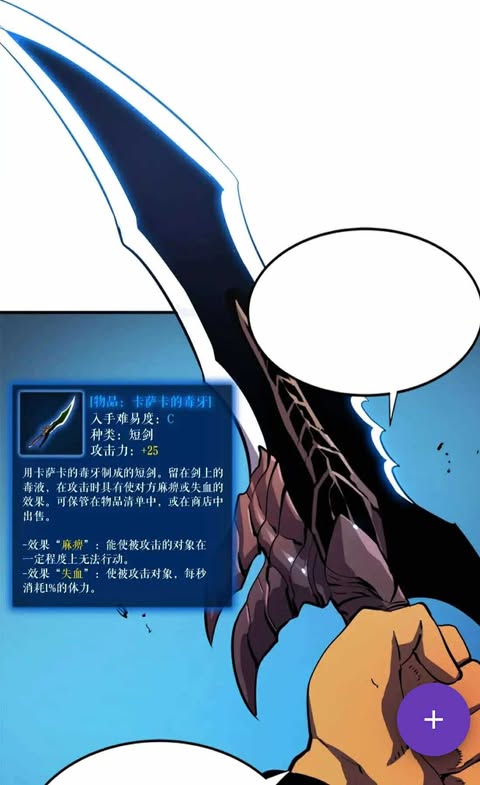 [物品：卡萨卡的毒牙]
入手难易度：C
种类：短剑
攻击力：+25
用卡萨卡的毒牙制成的短剑。留在剑上的
毒液，在攻击时具有使对方麻痹或失血的
效果。可保管在物品清单中，或在商店中
出售。
-效果“麻痹”：能使被攻击的对象在
一定程度上无法行动。
-效果“失血”：使被攻击对象，每秒
消耗1%的体力。